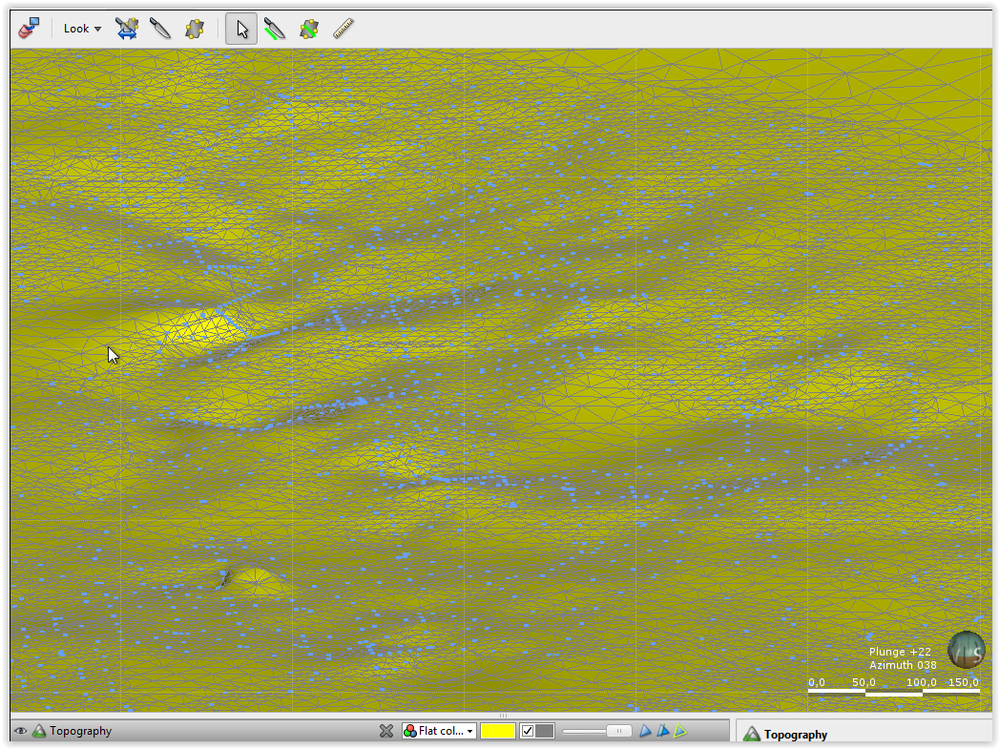 Look
Plunge +22
Azimuth 038
0,0 50,0 100,0 150,0
Topography
Flat col...
Topography